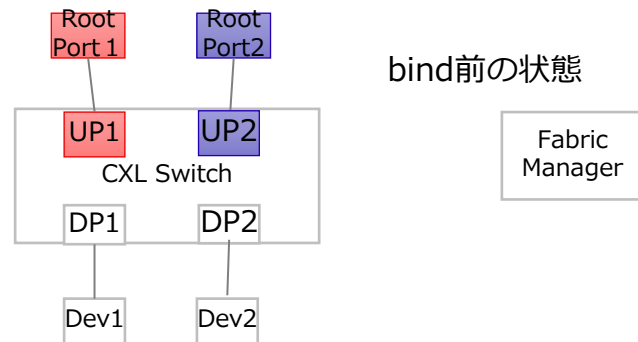 Root
Port 1
Root
Port2
bind前の状態
UP1
UP2
CXL Switch
Fabric
Manager
DP1
DP2
Dev1
Dev2